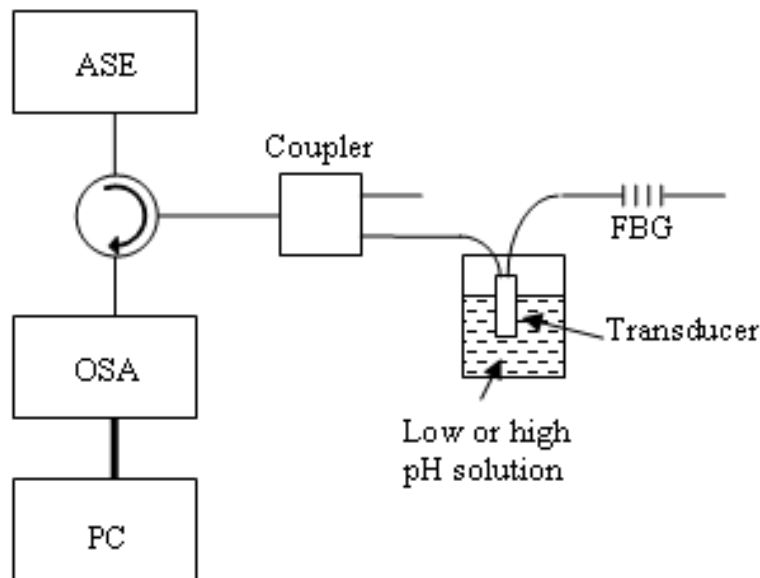 ASE
Coupler
FBG
Transducer
OSA
Low or high
pH solution
PC